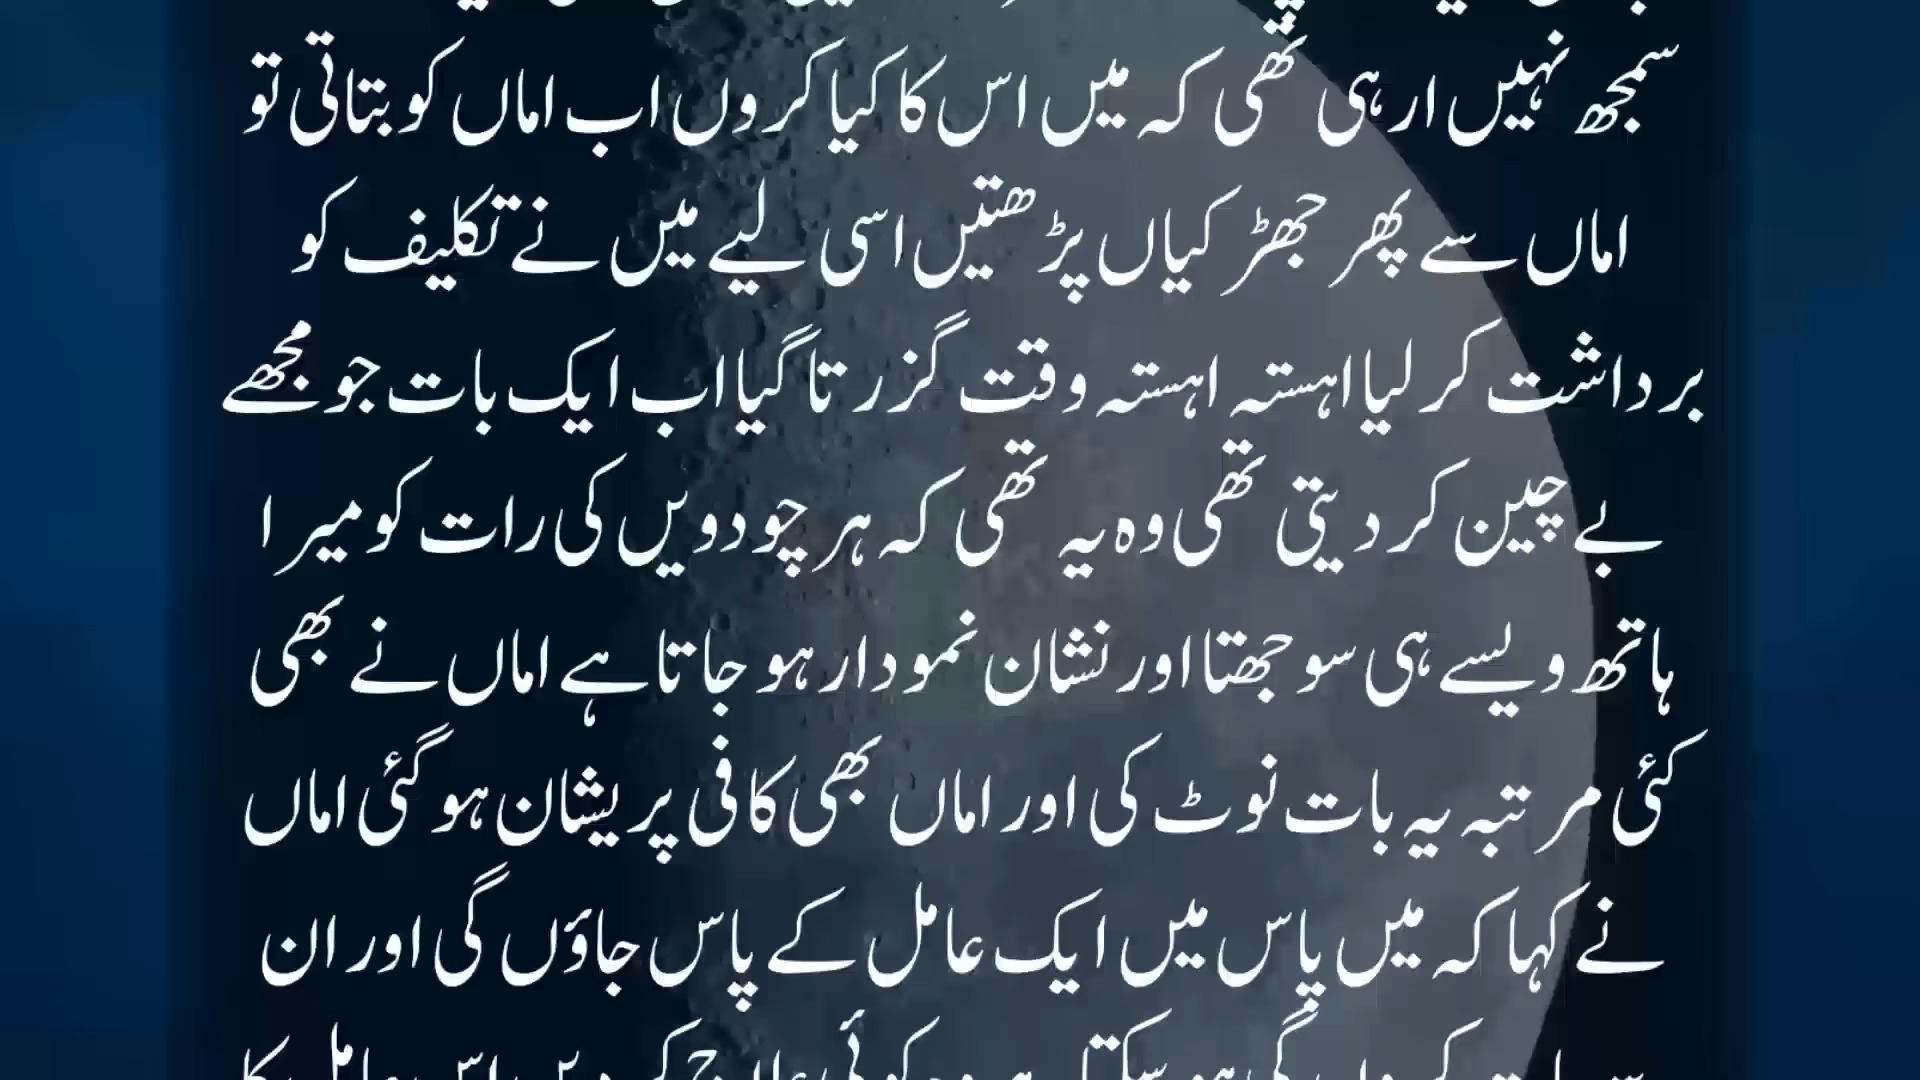 سمجھ نہیں ارہی تھی کہ میں اس کا کیا کروں اب اماں کو بتاتی تو
اماں سے پھر جھڑکیاں پڑھتیں اسی لیے میں نے تکلیف کو
برداشت کر لیا اہستہ اہستہ وقت گزرتا گیا اب ایک بات جو مجھے
بے چین کر دیتی تھی وہ یہ تھی کہ ہر چودویں کی رات کو میرا
ہاتھ ویسے ہی سوجھتا اور نشان نمودار ہو جاتا ہے اماں نے بھی
کئی مرتبہ یہ بات نوٹ کی اور اماں بھی کافی پریشان ہو گئی اماں
نے کہا کہ میں پاس میں ایک عامل کے پاس جاؤں گی اور ان